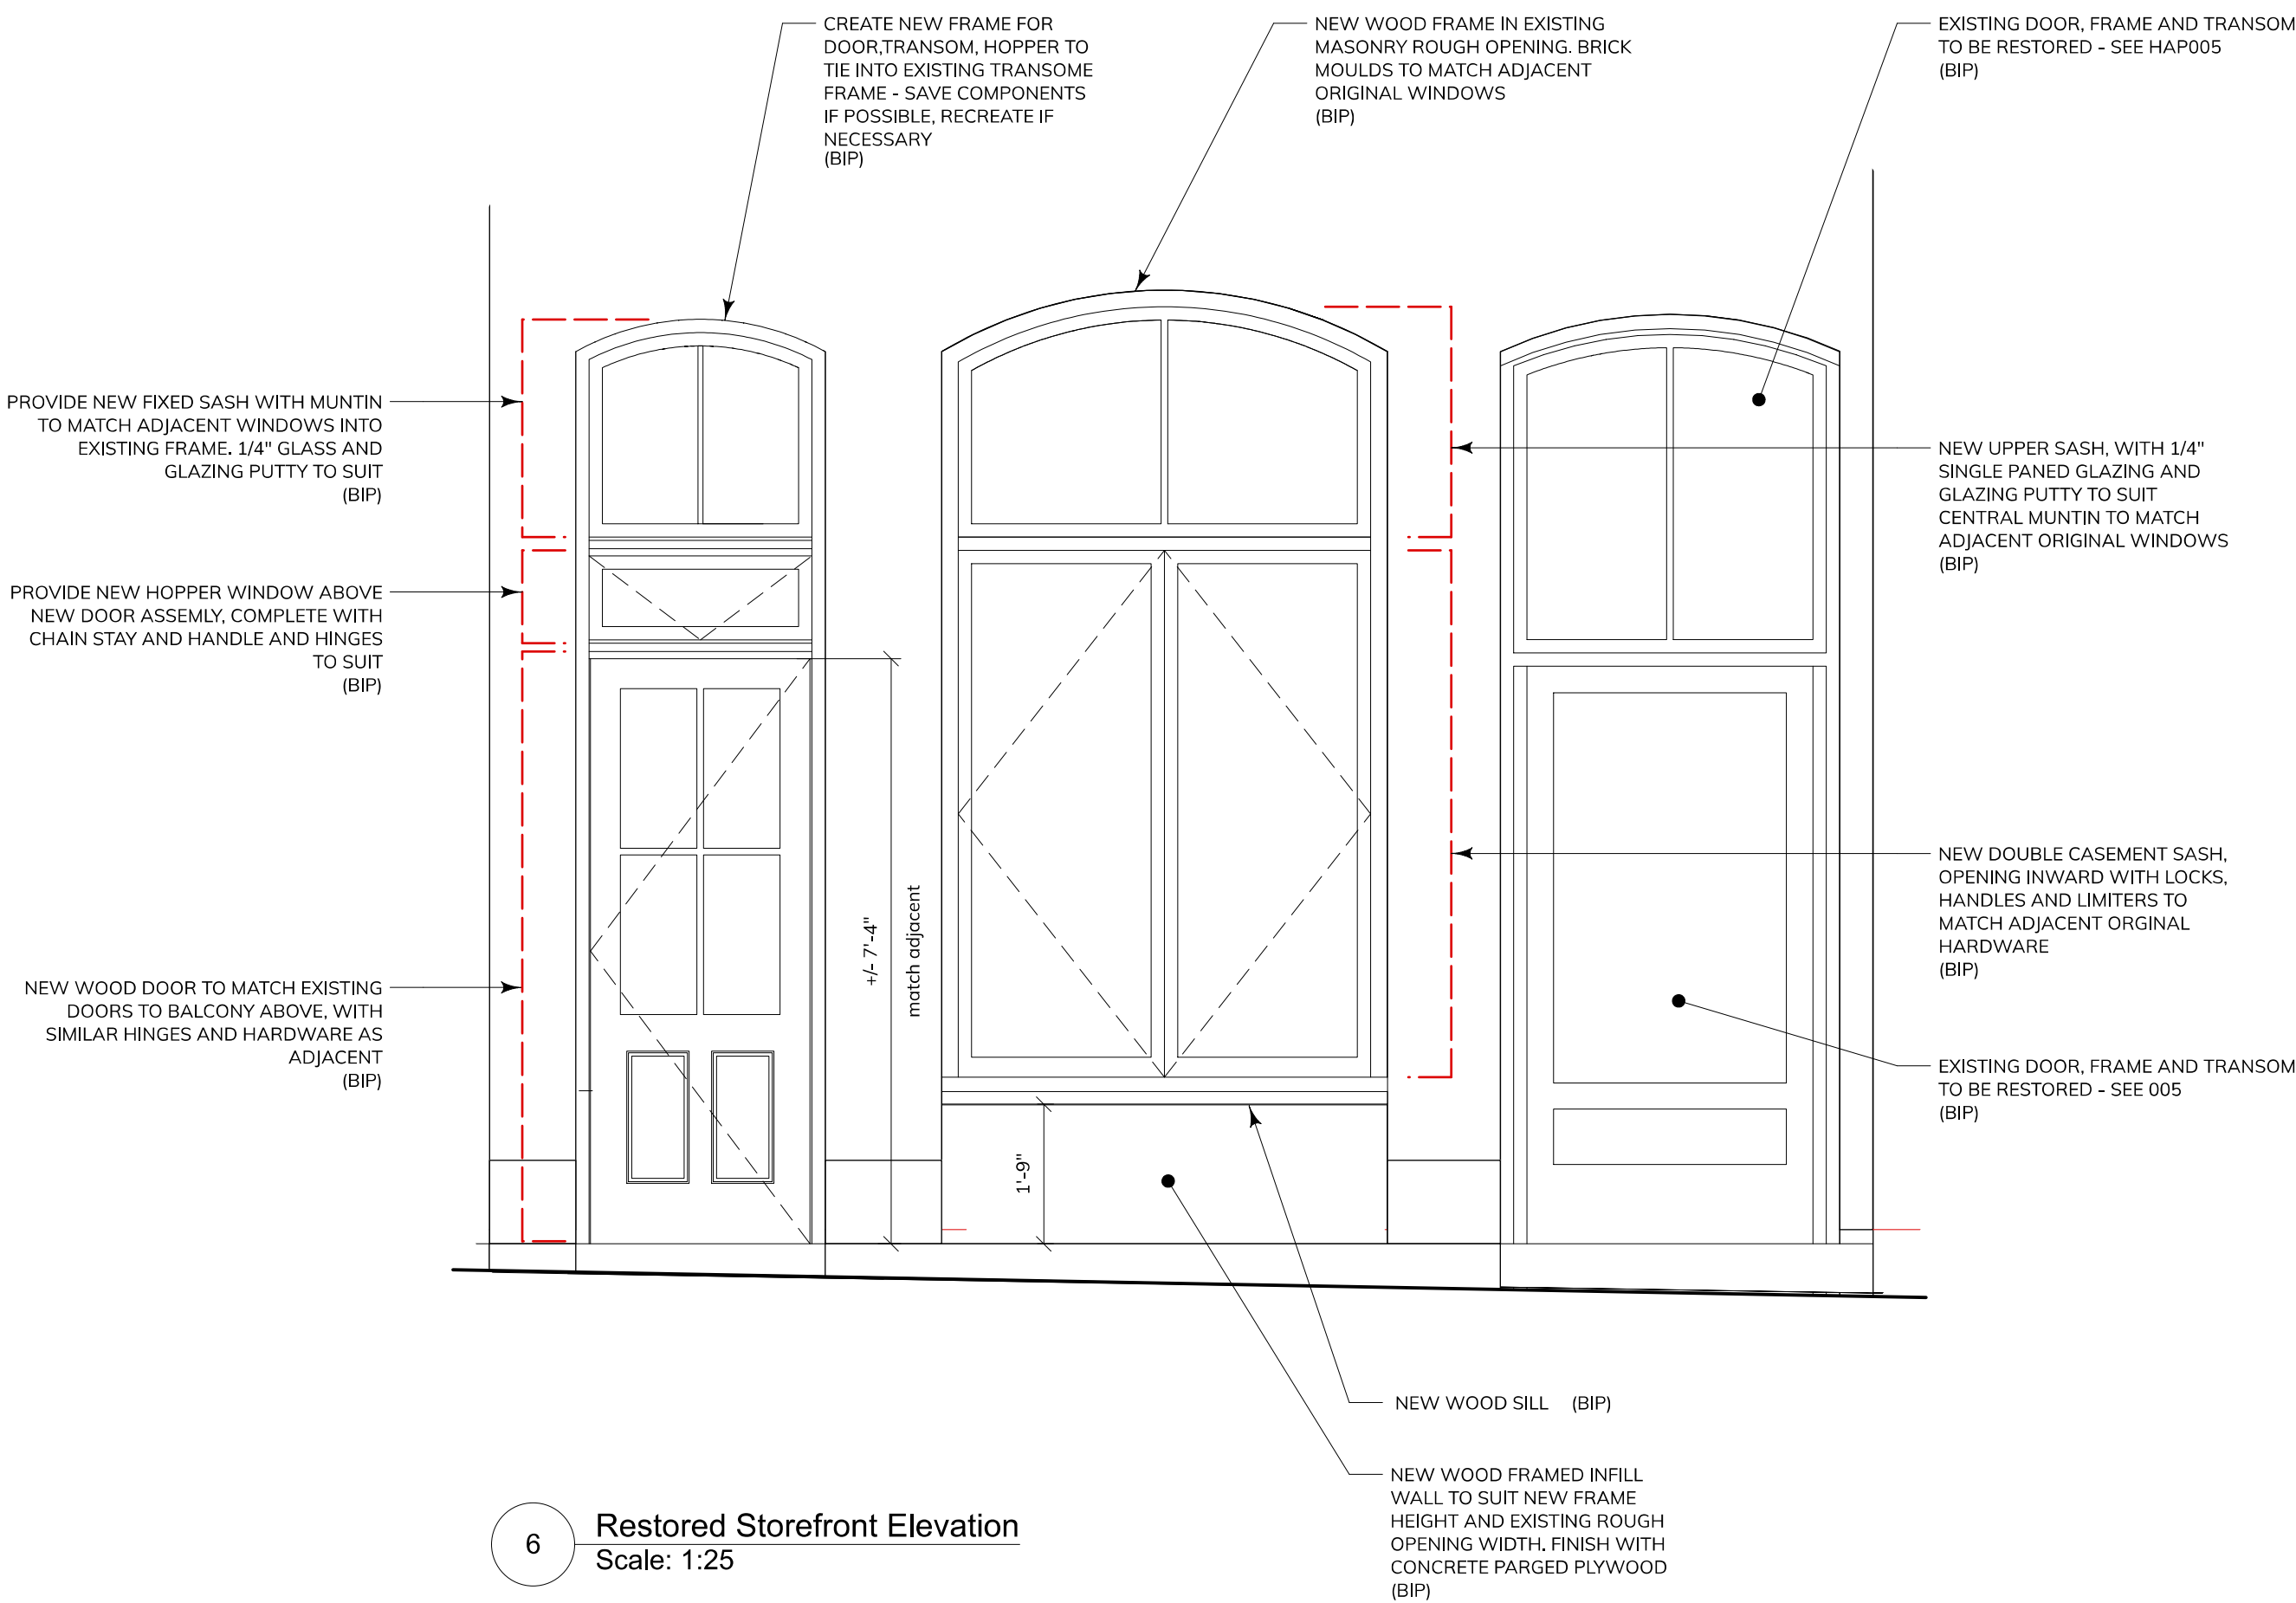 CREATE NEW FRAME FOR
DOOR,TRANSOM, HOPPER TO
TIE INTO EXISTING TRANSOME
FRAME - SAVE COMPONENTS
IF POSSIBLE, RECREATE IF
NECESSARY
(BIP)
NEW WOOD FRAME IN EXISTING
MASONRY ROUGH OPENING. BRICK
MOULDS TO MATCH ADJACENT
ORIGINAL WINDOWS
(BIP)
EXISTING DOOR, FRAME AND TRANSOM
TO BE RESTORED - SEE HAP005
(BIP)
PROVIDE NEW FIXED SASH WITH MUNTIN
TO MATCH ADJACENT WINDOWS INTO
EXISTING FRAME. 1/4" GLASS AND
GLAZING PUTTY TO SUIT
(BIP)
NEW UPPER SASH, WITH 1/4"
SINGLE PANED GLAZING AND
GLAZING PUTTY TO SUIT
CENTRAL MUNTIN TO MATCH
ADJACENT ORIGINAL WINDOWS
(BIP)
PROVIDE NEW HOPPER WINDOW ABOVE
NEW DOOR ASSEMLY, COMPLETE WITH
CHAIN STAY AND HANDLE AND HINGES
TO SUIT
(BIP)
NEW DOUBLE CASEMENT SASH,
OPENING INWARD WITH LOCKS,
HANDLES AND LIMITERS TO
MATCH ADJACENT ORGINAL
HARDWARE
(BIP)
+/- 7'-4"
match adjacent
NEW WOOD DOOR TO MATCH EXISTING
DOORS TO BALCONY ABOVE, WITH
SIMILAR HINGES AND HARDWARE AS
ADJACENT
(BIP)
EXISTING DOOR, FRAME AND TRANSOM
TO BE RESTORED - SEE 005
(BIP)
1'-9"
NEW WOOD SILL (BIP)
NEW WOOD FRAMED INFILL
WALL TO SUIT NEW FRAME
HEIGHT AND EXISTING ROUGH
OPENING WIDTH. FINISH WITH
CONCRETE PARGED PLYWOOD
(BIP)
6
Restored Storefront Elevation
Scale: 1:25